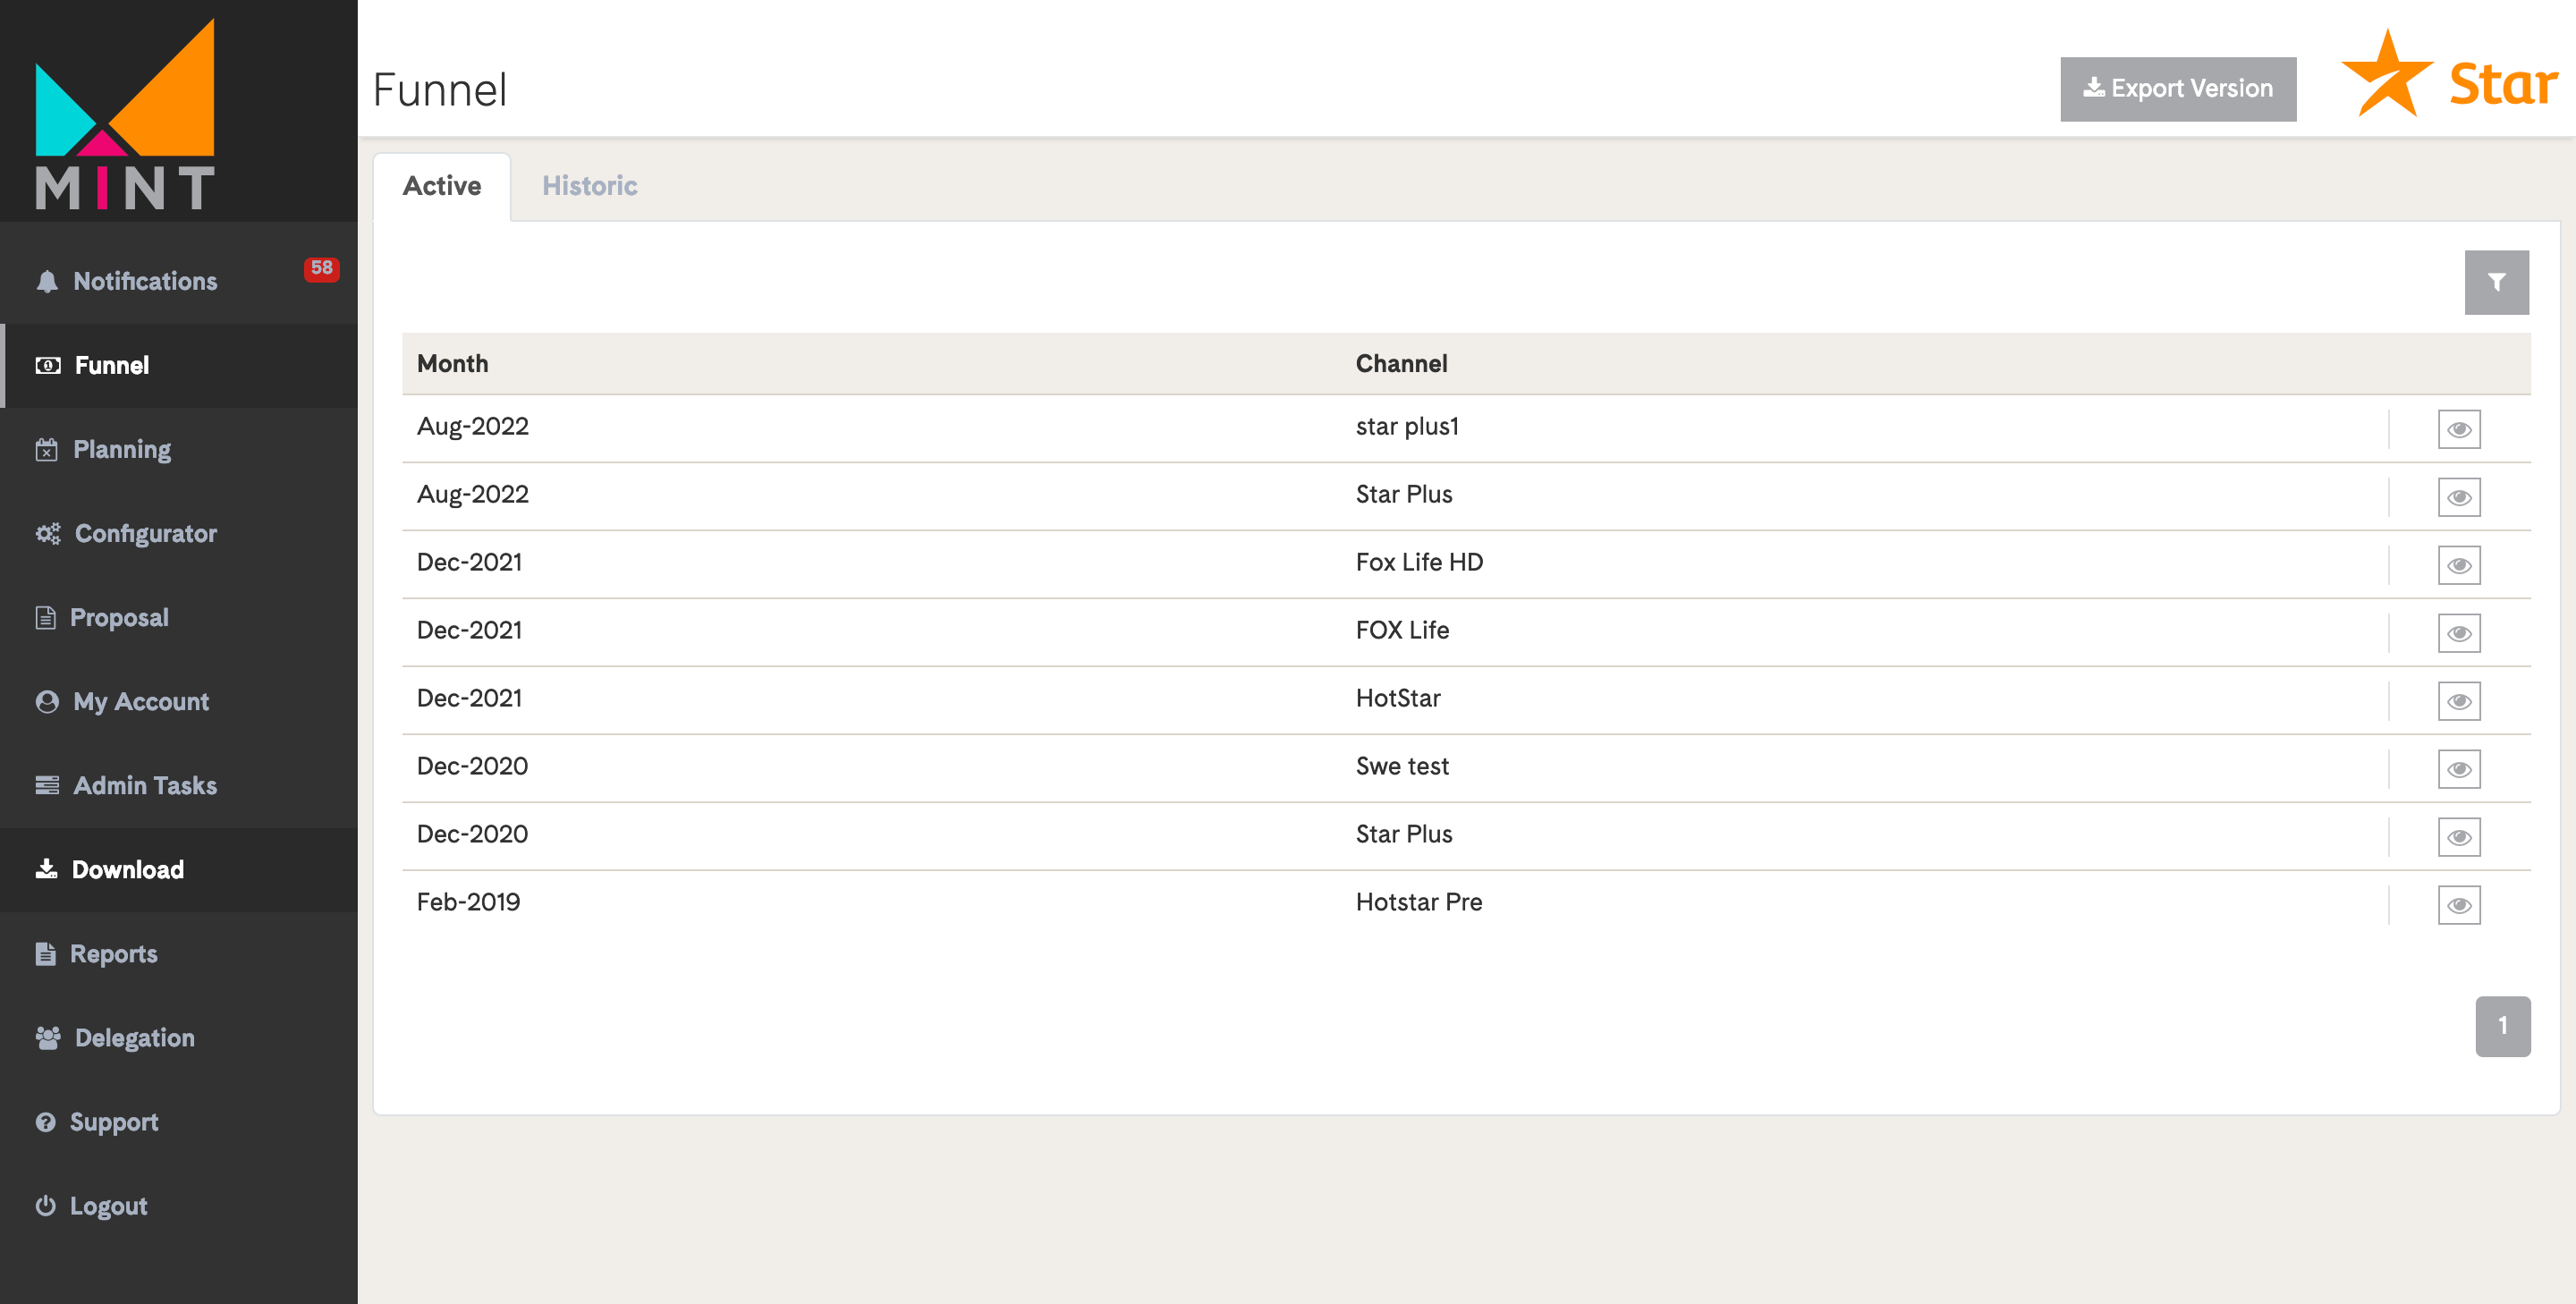 MINT
Notifications 58
Funnel
Planning
Configurator
Proposal
My Account
Admin Tasks
Download
Reports
Delegation
Support
Logout
Funnel
Export Version
Star
Active Historic
Month Channel
Aug-2022 star plus1
Aug-2022 Star Plus
Dec-2021 Fox Life HD
Dec-2021 FOX Life
Dec-2021 HotStar
Dec-2020 Swe test
Dec-2020 Star Plus
Feb-2019 Hotstar Pre
1